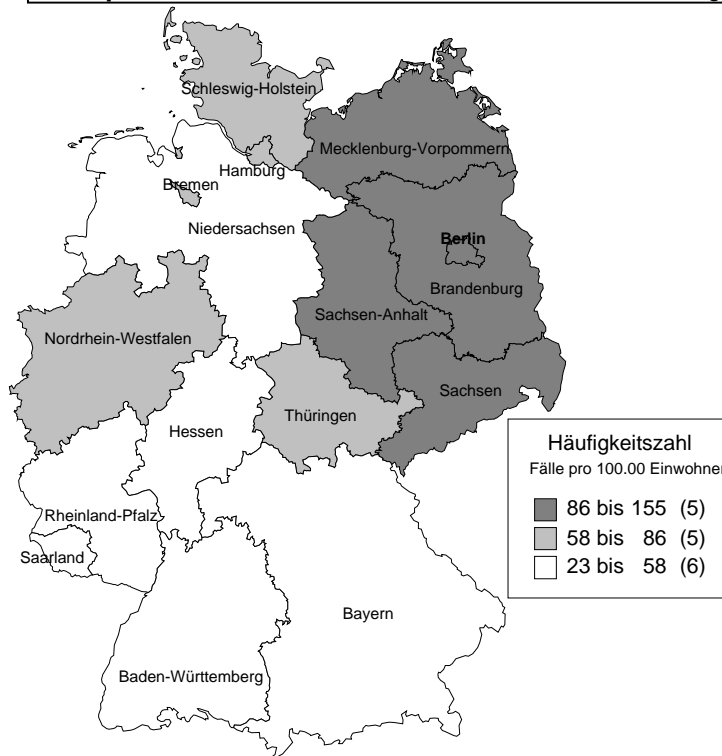 Schleswig-Holstein
Mecklenburg-Vorpommern
Hamburg
Bremen
Niedersachsen
Berlin
Brandenburg
Sachsen-Anhalt
Nordrhein-Westfalen
Sachsen
Thüringen
Hessen
Häufigkeitszahl
Fälle pro 100.00 Einwohner
86 bis 155 (5)
58 bis 86 (5)
23 bis 58 (6)
Rheinland-Pfalz
Saarland
Bayern
Baden-Württemberg